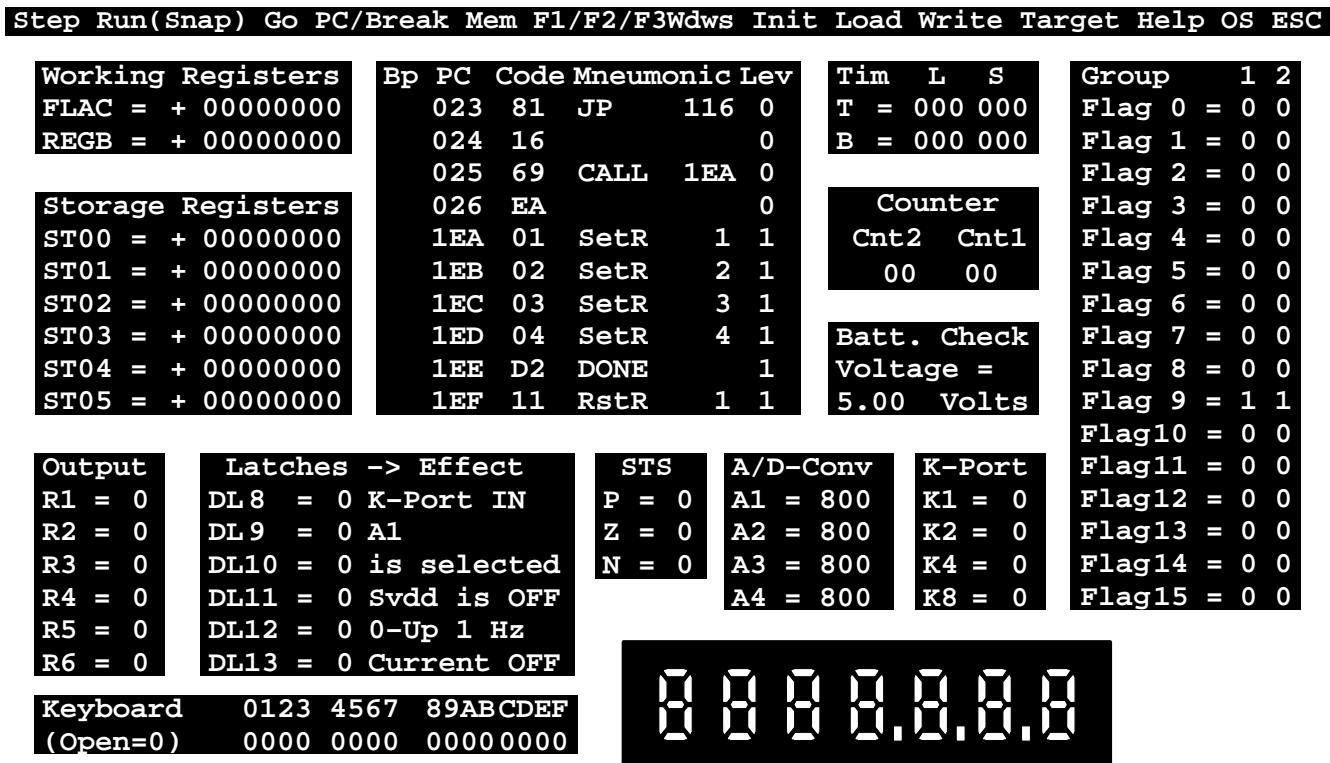 Step Run(Snap) Go PC/Break Mem F1/F2/F3Wdws Init Load Write Target Help OS ESC
Working Registers
FLAC = + 00000000
REGB = + 00000000
Storage Registers
ST00 = + 00000000
ST01 = + 00000000
ST02 = + 00000000
ST03 = + 00000000
ST04 = + 00000000
ST05 = + 00000000
Bp PC Code Mneumonic Lev
023 81 JP 116 0
024 16 0
025 69 CALL 1EA 0
026 EA 0
1EA 01 SetR 1 1
1EB 02 SetR 2 1
1EC 03 SetR 3 1
1ED 04 SetR 4 1
1EE D2 DONE 1
1EF 11 RstR 1 1
Tim L S
T = 000 000
B = 000 000
Counter
Cnt2 Cnt1
00 00
Batt. Check
Voltage =
5.00 Volts
Group 1 2
Flag 0 = 0 0
Flag 1 = 0 0
Flag 2 = 0 0
Flag 3 = 0 0
Flag 4 = 0 0
Flag 5 = 0 0
Flag 6 = 0 0
Flag 7 = 0 0
Flag 8 = 0 0
Flag 9 = 1 1
Flag10 = 0 0
Flag11 = 0 0
Flag12 = 0 0
Flag13 = 0 0
Flag14 = 0 0
Flag15 = 0 0
Output
R1 = 0
R2 = 0
R3 = 0
R4 = 0
R5 = 0
R6 = 0
Latches -> Effect
DL8 = 0 K-Port IN
DL9 = 0 A1
DL10 = 0 is selected
DL11 = 0 Svdd is OFF
DL12 = 0 0-Up 1 Hz
DL13 = 0 Current OFF
STS
P = 0
Z = 0
N = 0
A/D-Conv
A1 = 800
A2 = 800
A3 = 800
A4 = 800
K-Port
K1 = 0
K2 = 0
K4 = 0
K8 = 0
Keyboard 0123 4567 89ABCDEF
(Open=0) 0000 0000 00000000
8 8 8 8.8.8.8